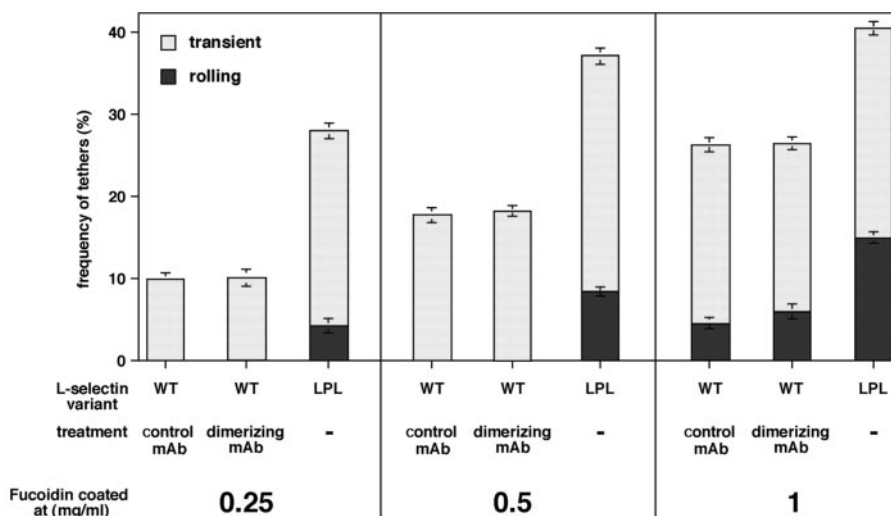 frequency of tethers (%)
40
30
20
10
0
transient
rolling
L-selectin variant WT WT LPL WT WT LPL WT WT LPL
treatment control mAb dimerizing mAb - control mAb dimerizing mAb - control mAb dimerizing mAb -
Fucoidin coated
at (mg/ml) 0.25 0.5 1